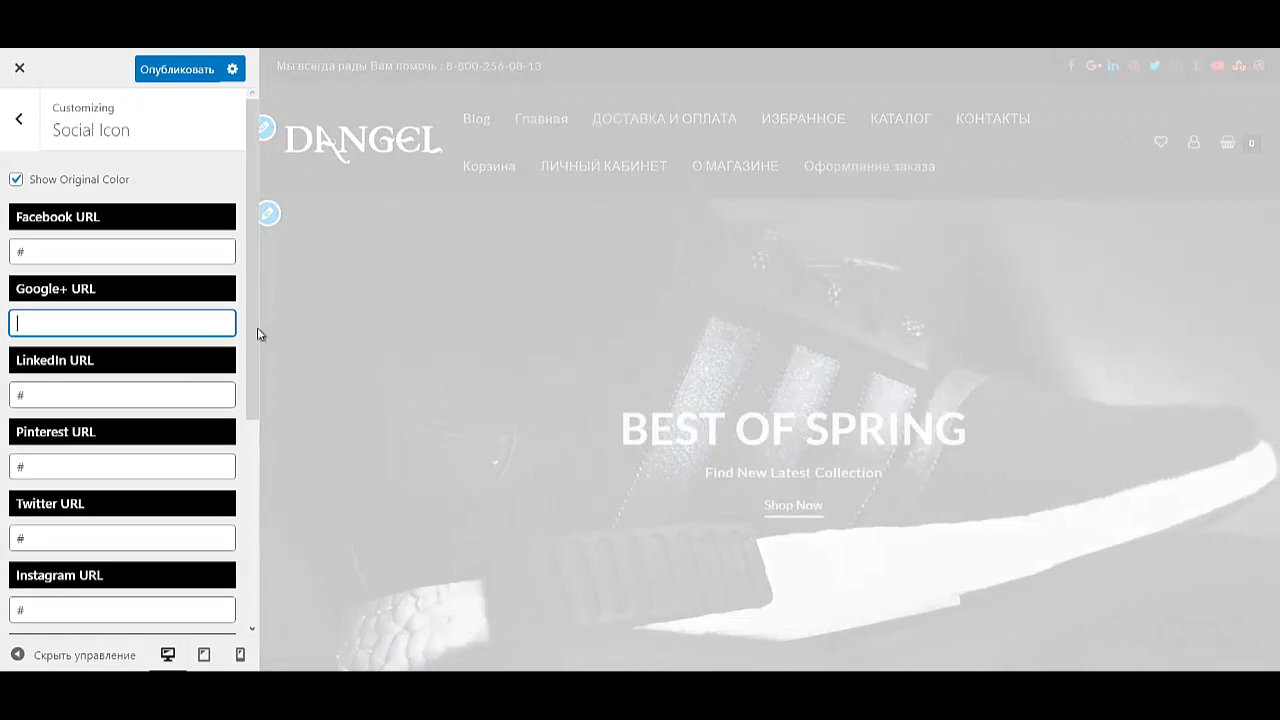 Опубликовать
Customizing
Social Icon
Show Original Color
Facebook URL
#
Google+ URL
LinkedIn URL
#
Pinterest URL
#
Twitter URL
#
Instagram URL
#
Скрыть управление
Мы всегда рады Вам помочь : 8-800-256-08-13
DANGEL
Blog Главная ДОСТАВКА И ОПЛАТА ИЗБРАННОЕ КАТАЛОГ КОНТАКТЫ
Корзина ЛИЧНЫЙ КАБИНЕТ О МАГАЗИНЕ Оформление заказа
0
BEST OF SPRING
Find New Latest Collection
Shop Now